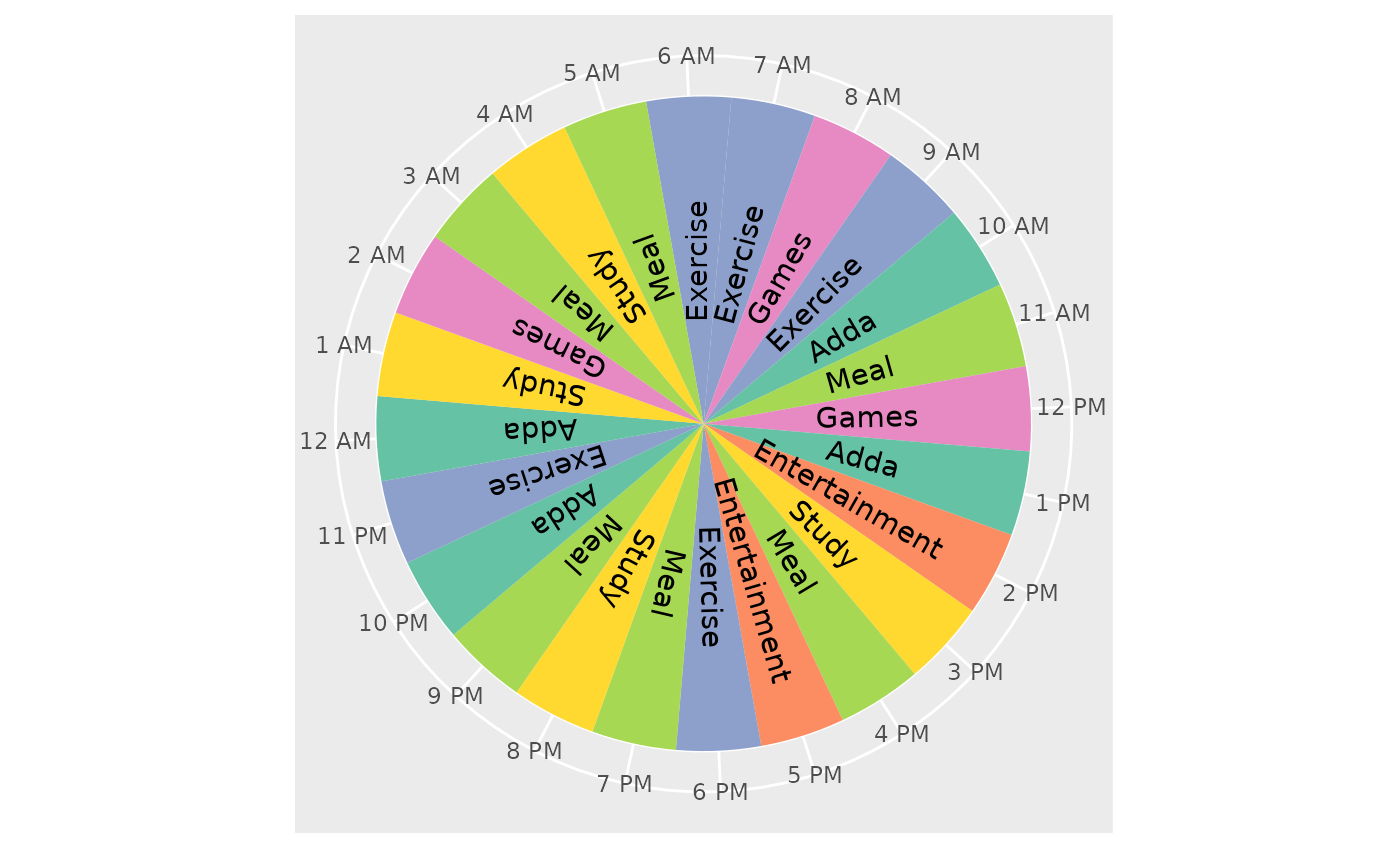 6 AM
7 AM
8 AM
9 AM
10 AM
11 AM
12 PM
1 PM
2 PM
3 PM
4 PM
5 PM
6 PM
7 PM
8 PM
9 PM
10 PM
11 PM
12 AM
1 AM
2 AM
3 AM
4 AM
5 AM
Exercise
Exercise
Games
Exercise
Adda
Meal
Games
Adda
Entertainment
Study
Meal
Entertainment
Exercise
Meal
Study
Meal
Adda
Exercise
Adda
Study
Games
Meal
Study
Meal